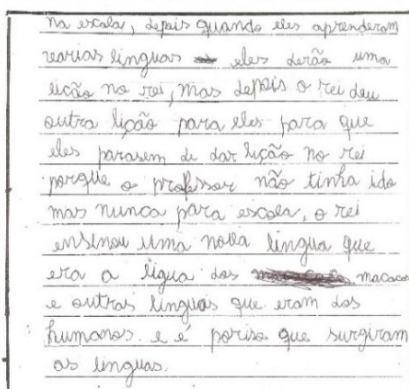 na escola, depois quando eles aprenderam
varias linguas eles derão uma
licão no rei, mas depois o rei deu
outra lição para eles para que
eles parasem de dar lição no rei
porque o professor não tinha ido
mas nunca para escola, o rei
ensinou uma nova lingua que
era a ligua dos macacos
e outras linguas que eram dos
humanos. e é poriso que surgiram
as linguas.